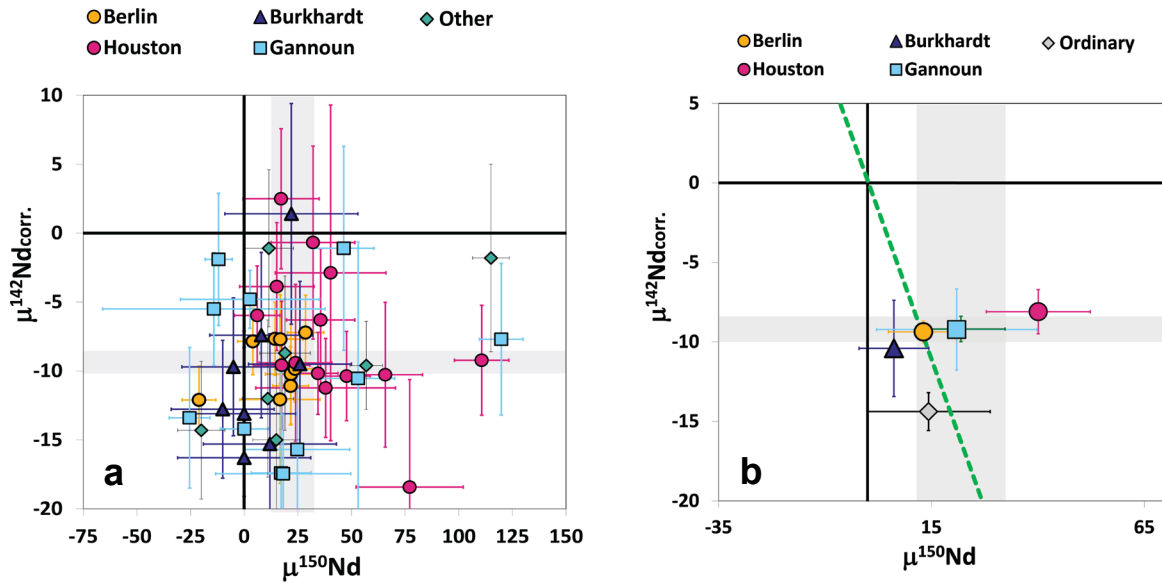 Berlin Burkhardt Other
Houston Gannoun
10
5
0
-5
-10
-15
-20
-75 -50 -25 0 25 50 75 100 125 150
μ¹⁴²Ndcorr.
μ¹⁵⁰Nd
a
Berlin Burkhardt Ordinary
Houston Gannoun
5
0
-5
-10
-15
-20
-35 15 65
μ¹⁴²Ndcorr.
μ¹⁵⁰Nd
b